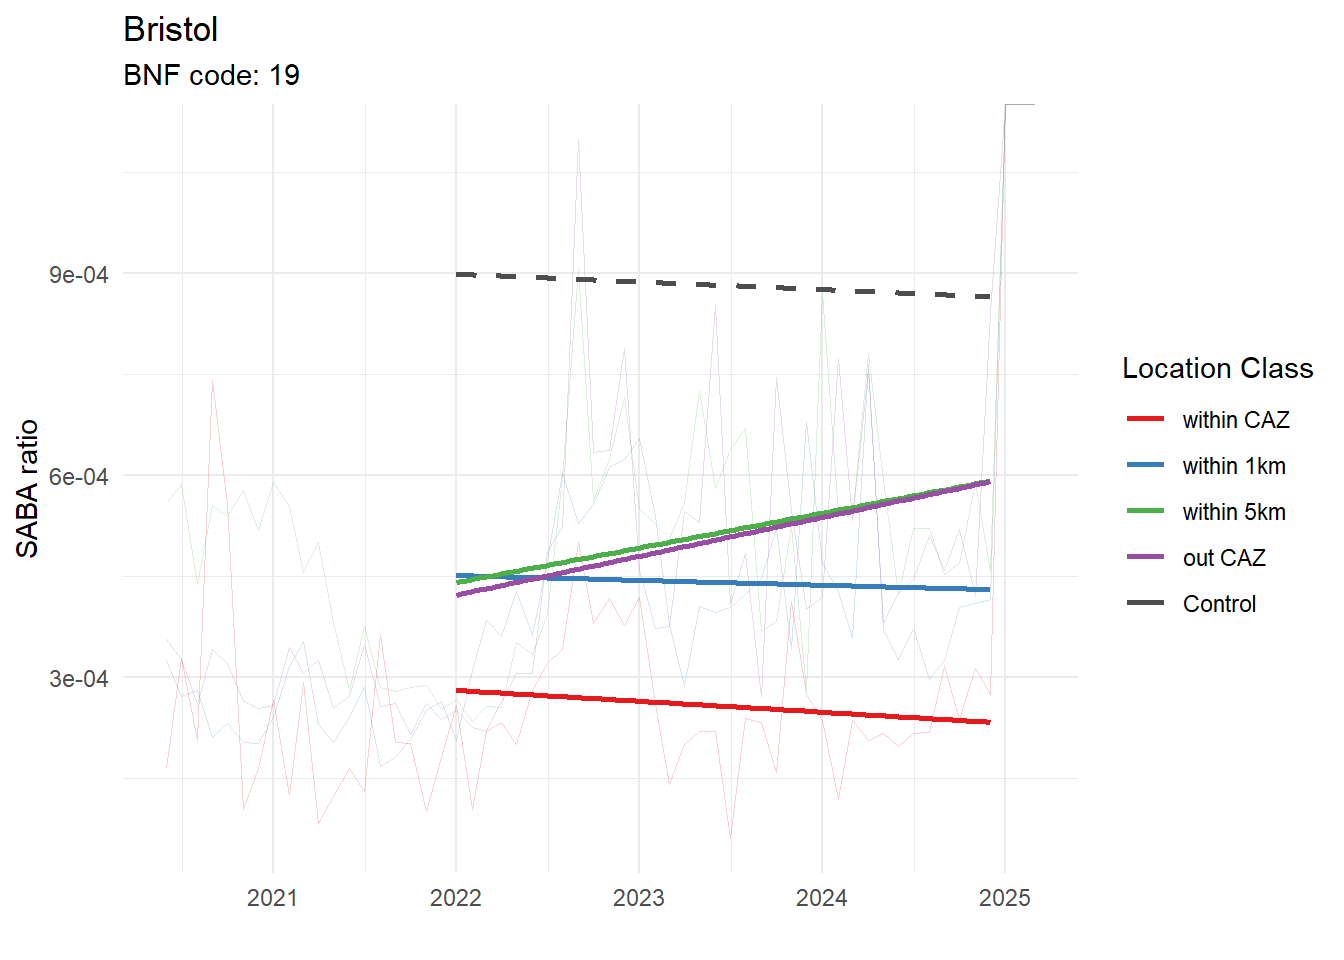 Bristol
BNF code: 19
SABA ratio
9e-04
6e-04
3e-04
2021
2022
2023
2024
2025
Location Class
within CAZ
within 1km
within 5km
out CAZ
Control